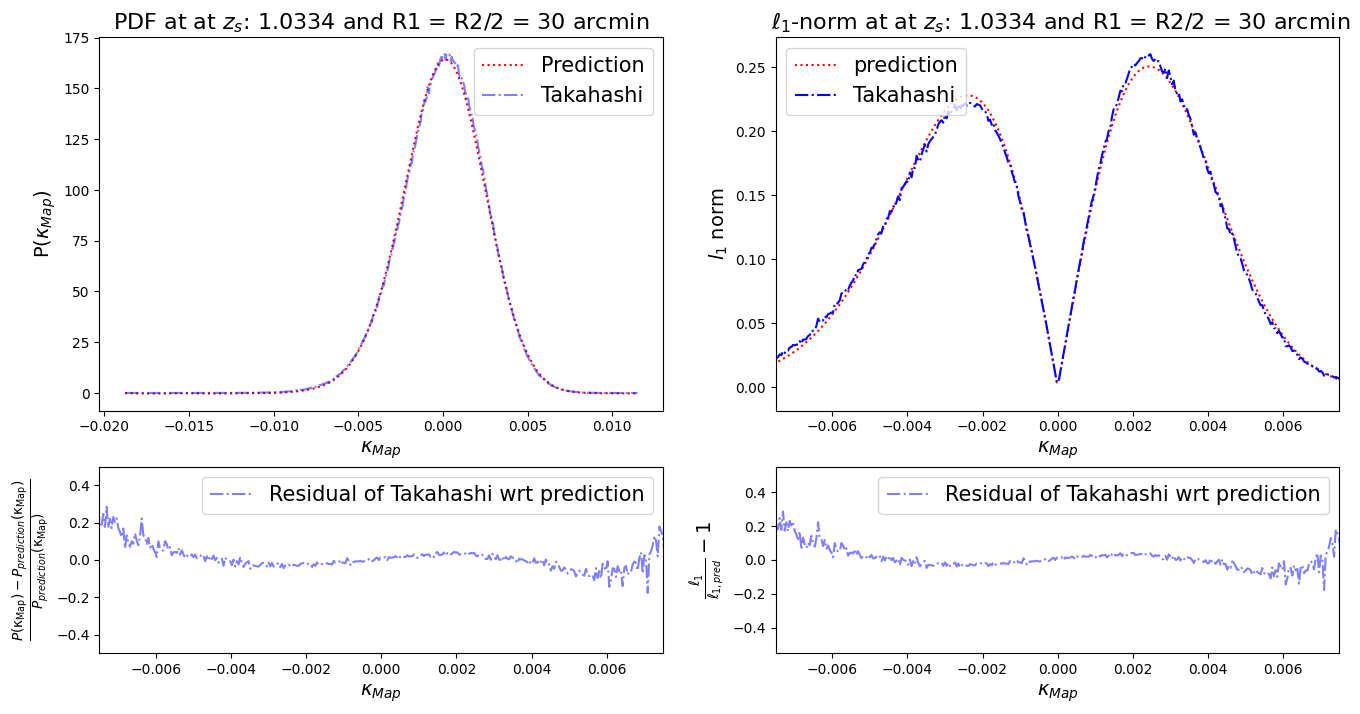 PDF at at $z_s$: 1.0334 and R1 = R2/2 = 30 arcmin
P($\kappa_{Map}$)
175
150
125
100
75
50
25
0
Prediction
Takahashi
−0.020 −0.015 −0.010 −0.005 0.000 0.005 0.010
$\kappa_{Map}$
$\ell_1$-norm at at $z_s$: 1.0334 and R1 = R2/2 = 30 arcmin
$l_1$ norm
0.25
0.20
0.15
0.10
0.05
0.00
prediction
Takahashi
−0.006 −0.004 −0.002 0.000 0.002 0.004 0.006
$\kappa_{Map}$
$\frac{P(\kappa_{Map}) - P_{prediction}(\kappa_{Map})}{P_{prediction}(\kappa_{Map})}$
0.4
0.2
0.0
−0.2
−0.4
Residual of Takahashi wrt prediction
−0.006 −0.004 −0.002 0.000 0.002 0.004 0.006
$\kappa_{Map}$
$\frac{\ell_1}{\ell_{1,pred}} - 1$
0.4
0.2
0.0
−0.2
−0.4
Residual of Takahashi wrt prediction
−0.006 −0.004 −0.002 0.000 0.002 0.004 0.006
$\kappa_{Map}$